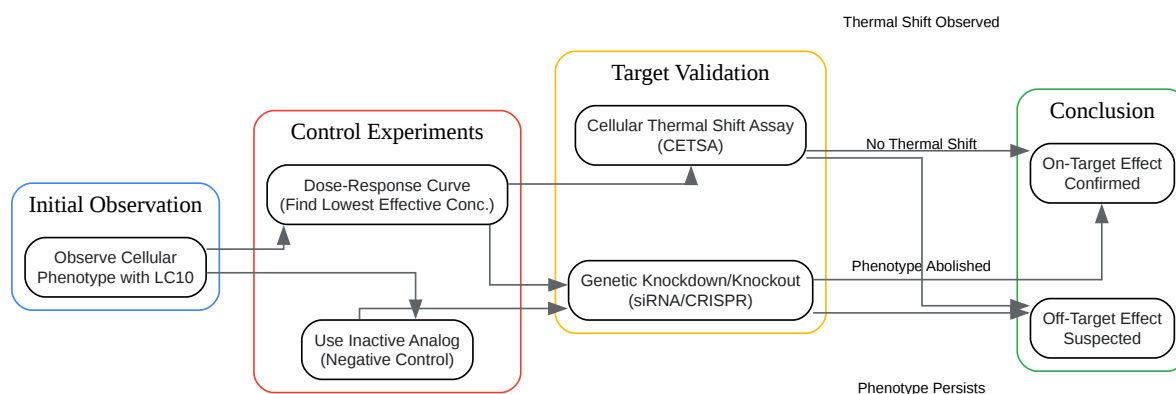 Thermal Shift Observed
Initial Observation
Observe Cellular
Phenotype with LC10
Control Experiments
Dose-Response Curve
(Find Lowest Effective Conc.)
Use Inactive Analog
(Negative Control)
Target Validation
Cellular Thermal Shift Assay
(CETSA)
Genetic Knockdown/Knockout
(siRNA/CRISPR)
No Thermal Shift
Phenotype Abolished
Phenotype Persists
Conclusion
On-Target Effect
Confirmed
Off-Target Effect
Suspected